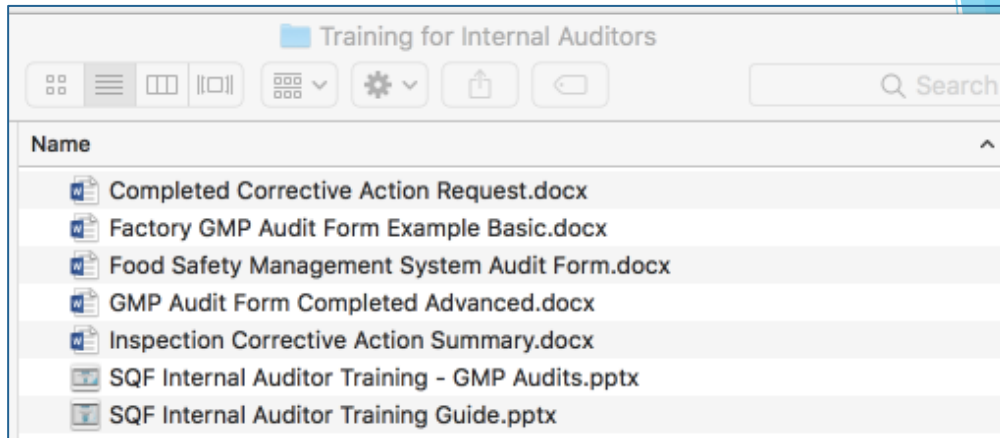 Training for Internal Auditors
Search
Name
Completed Corrective Action Request.docx
Factory GMP Audit Form Example Basic.docx
Food Safety Management System Audit Form.docx
GMP Audit Form Completed Advanced.docx
Inspection Corrective Action Summary.docx
SQF Internal Auditor Training - GMP Audits.pptx
SQF Internal Auditor Training Guide.pptx